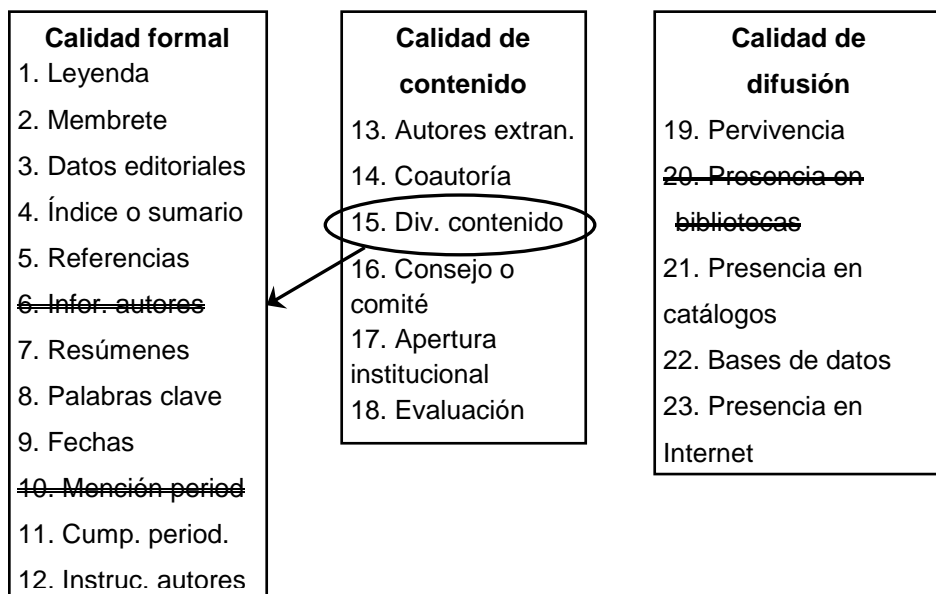 Calidad formal
1. Leyenda
2. Membrete
3. Datos editoriales
4. Índice o sumario
5. Referencias
6. Infor. autores
7. Resúmenes
8. Palabras clave
9. Fechas
10. Mención period
11. Cump. period.
12. Instruc. autores
Calidad de
contenido
13. Autores extran.
14. Coautoría
15. Div. contenido
16. Consejo o
comité
17. Apertura
institucional
18. Evaluación
Calidad de
difusión
19. Pervivencia
20. Presencia en
bibliotecas
21. Presencia en
catálogos
22. Bases de datos
23. Presencia en
Internet